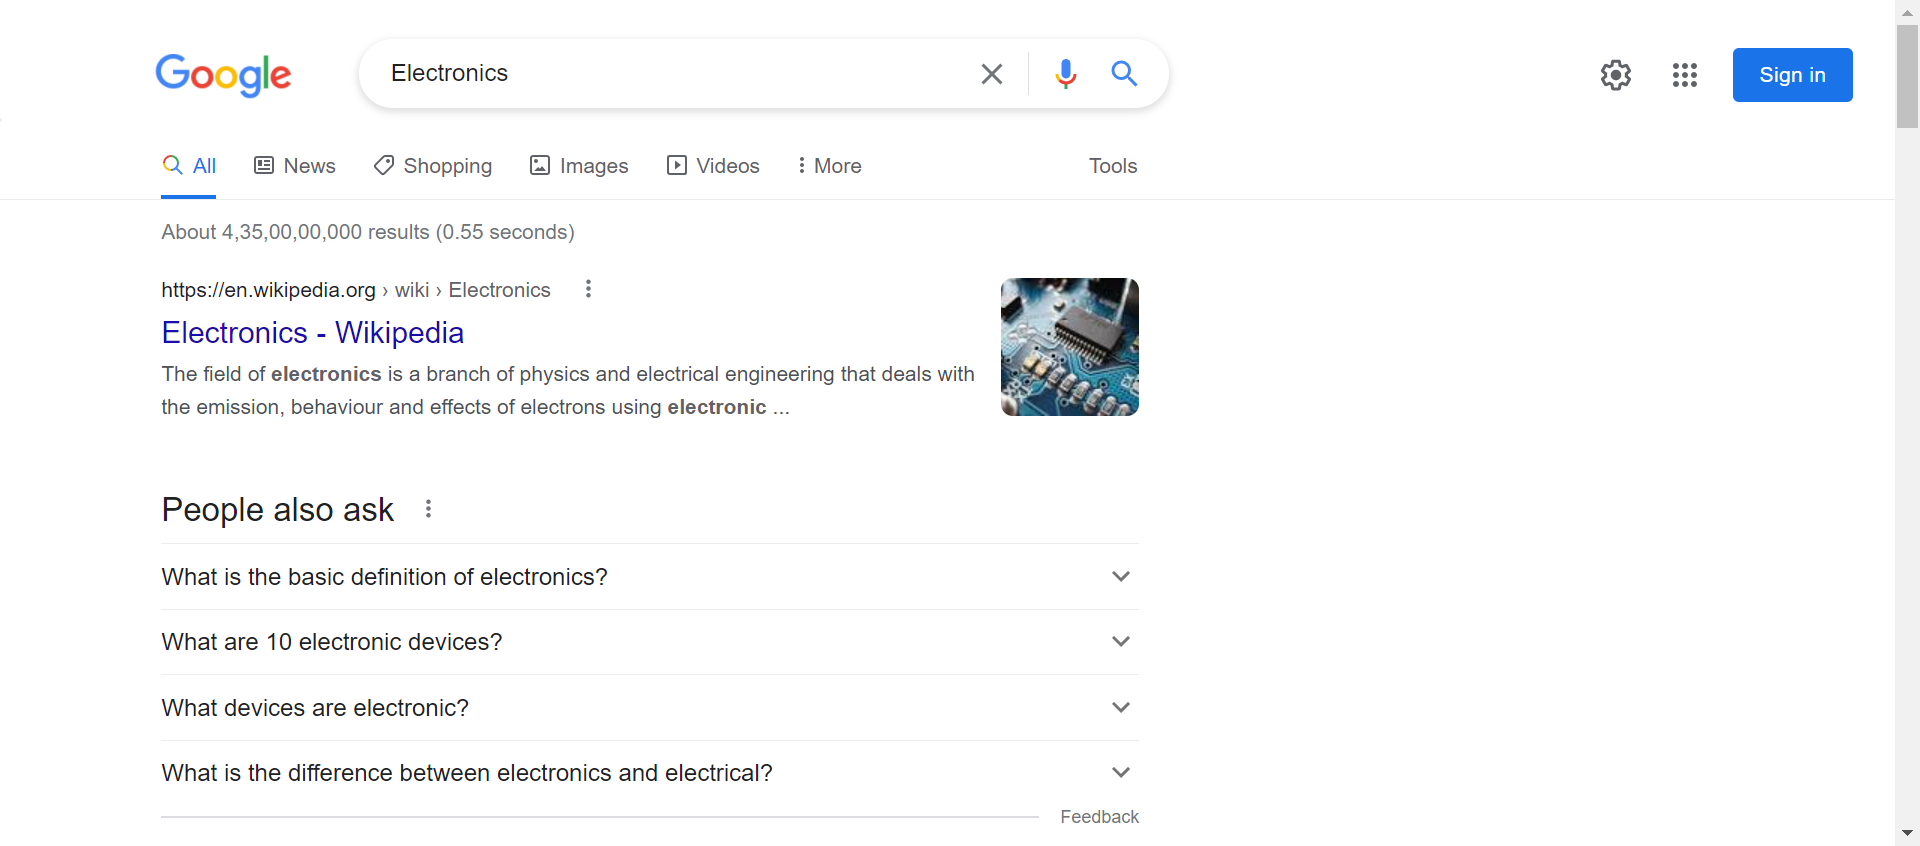 Google
Electronics
Sign in
All
News
Shopping
Images
Videos
More
Tools
About 4,35,00,00,000 results (0.55 seconds)
https://en.wikipedia.org › wiki › Electronics
Electronics - Wikipedia
The field of electronics is a branch of physics and electrical engineering that deals with
the emission, behaviour and effects of electrons using electronic ...
People also ask
What is the basic definition of electronics?
What are 10 electronic devices?
What devices are electronic?
What is the difference between electronics and electrical?
Feedback